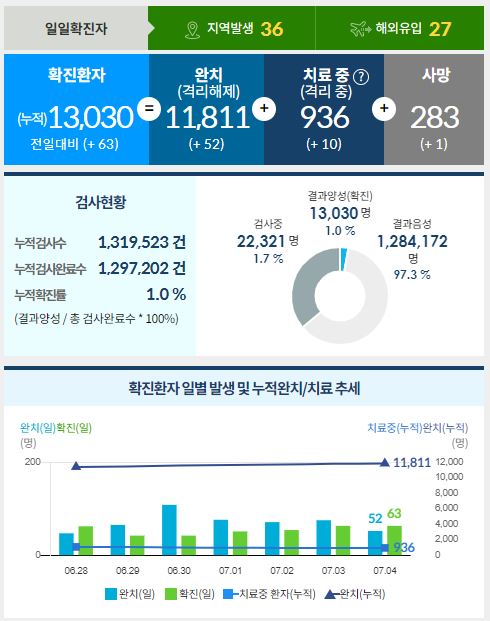 일일확진자
지역발생 36
해외유입 27
확진환자
(누적)13,030
전일대비 (+ 63)
=
완치
(격리해제)
11,811
(+ 52)
+
치료 중 ?
(격리 중)
936
(+ 10)
+
사망
283
(+ 1)
검사현황
누적검사수 1,319,523 건
누적검사완료수 1,297,202 건
누적확진률 1.0 %
(결과양성 / 총 검사완료수 * 100%)
결과양성(확진)
13,030 명
1.0 %
검사중
22,321 명
1.7 %
결과음성
1,284,172
명
97.3 %
확진환자 일별 발생 및 누적완치/치료 추세
완치(일)확진(일)
(명)
치료중(누적)완치(누적)
(명)
200
0
12,000
10,000
8,000
6,000
4,000
2,000
0
11,811
52
63
936
06.28 06.29 06.30 07.01 07.02 07.03 07.04
완치(일) 확진(일) 치료중 환자(누적) 완치(누적)